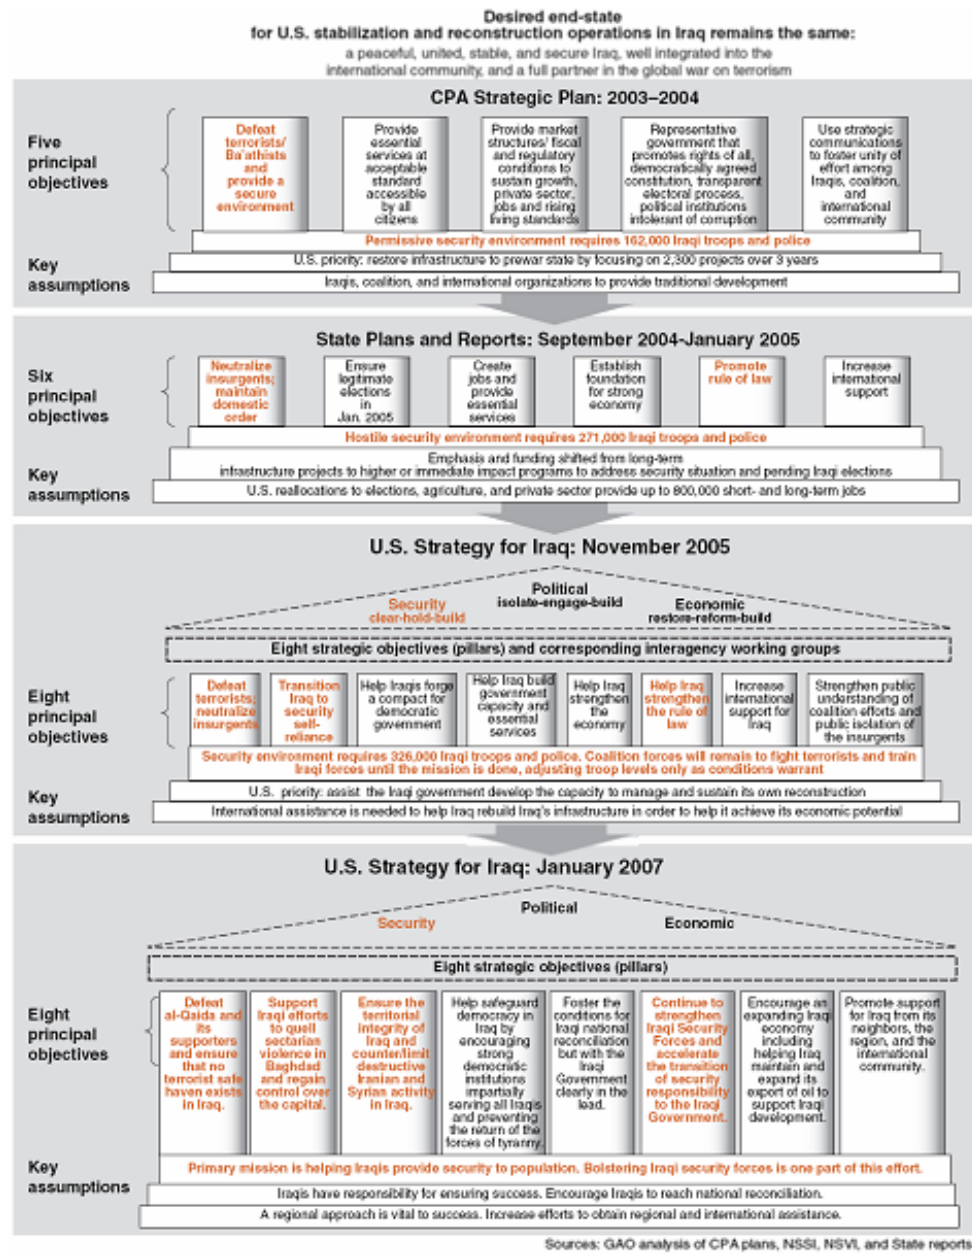 Desired end-state
for U.S. stabilization and reconstruction operations in Iraq remains the same:
a peaceful, united, stable, and secure Iraq, well integrated into the
international community, and a full partner in the global war on terrorism
CPA Strategic Plan: 2003–2004
Five
principal
objectives
Defeat
terrorists/
Ba'athists
and
provide a
secure
environment
Provide
essential
services at
acceptable
standard
accessible
by all
citizens
Provide market
structures/ fiscal
and regulatory
conditions to
sustain growth,
private sector,
jobs and rising
living standards
Representative
government that
promotes rights of all,
democratically agreed
constitution, transparent
electoral process,
political institutions
intolerant of corruption
Use strategic
communications
to foster unity of
effort among
Iraqis, coalition,
and
international
community
Key
assumptions
Permissive security environment requires 162,000 Iraqi troops and police
U.S. priority: restore infrastructure to prewar state by focusing on 2,300 projects over 3 years
Iraqis, coalition, and international organizations to provide traditional development
State Plans and Reports: September 2004-January 2005
Six
principal
objectives
Neutralize
insurgents;
maintain
domestic
order
Ensure
legitimate
elections
in
Jan. 2005
Create
jobs and
provide
essential
services
Establish
foundation
for strong
economy
Promote
rule of law
Increase
international
support
Key
assumptions
Hostile security environment requires 271,000 Iraqi troops and police
Emphasis and funding shifted from long-term
infrastructure projects to higher or immediate impact programs to address security situation and pending Iraqi elections
U.S. reallocations to elections, agriculture, and private sector provide up to 800,000 short- and long-term jobs
U.S. Strategy for Iraq: November 2005
Security
clear-hold-build
Political
isolate-engage-build
Economic
restore-reform-build
Eight strategic objectives (pillars) and corresponding interagency working groups
Eight
principal
objectives
Defeat
terrorists;
neutralize
insurgents
Transition
Iraq to
security
self-
reliance
Help Iraqis forge
a compact for
democratic
government
Help Iraq build
government
capacity and
essential
services
Help Iraq
strengthen
the
economy
Help Iraq
strengthen
the rule of
law
Increase
international
support for
Iraq
Strengthen public
understanding of
coalition efforts and
public isolation of
the insurgents
Key
assumptions
Security environment requires 326,000 Iraqi troops and police. Coalition forces will remain to fight terrorists and train
Iraqi forces until the mission is done, adjusting troop levels only as conditions warrant
U.S. priority: assist the Iraqi government develop the capacity to manage and sustain its own reconstruction
International assistance is needed to help Iraq rebuild Iraq's infrastructure in order to help it achieve its economic potential
U.S. Strategy for Iraq: January 2007
Security
Political
Economic
Eight strategic objectives (pillars)
Eight
principal
objectives
Defeat
al-Qaida and
its
supporters
and ensure
that no
terrorist safe
haven exists
in Iraq.
Support
Iraqi efforts
to quell
sectarian
violence in
Baghdad
and regain
control over
the capital.
Ensure the
territorial
integrity of
Iraq and
counter/limit
destructive
Iranian and
Syrian activity
in Iraq.
Help safeguard
democracy in
Iraq by
encouraging
strong
democratic
institutions
impartially
serving all Iraqis
and preventing
the return of the
forces of tyranny.
Foster the
conditions for
Iraqi national
reconciliation
but with the
Iraqi
Government
clearly in the
lead.
Continue to
strengthen
Iraqi Security
Forces and
accelerate
the transition
of security
responsibility
to the Iraqi
Government.
Encourage an
expanding Iraqi
economy
including
helping Iraq
maintain and
expand its
export of oil to
support Iraqi
development.
Promote support
for Iraq from its
neighbors, the
region, and the
international
community.
Key
assumptions
Primary mission is helping Iraqis provide security to population. Bolstering Iraqi security forces is one part of this effort.
Iraqis have responsibility for ensuring success. Encourage Iraqis to reach national reconciliation.
A regional approach is vital to success. Increase efforts to obtain regional and international assistance.
Sources: GAO analysis of CPA plans, NSSI, NSVI, and State reports